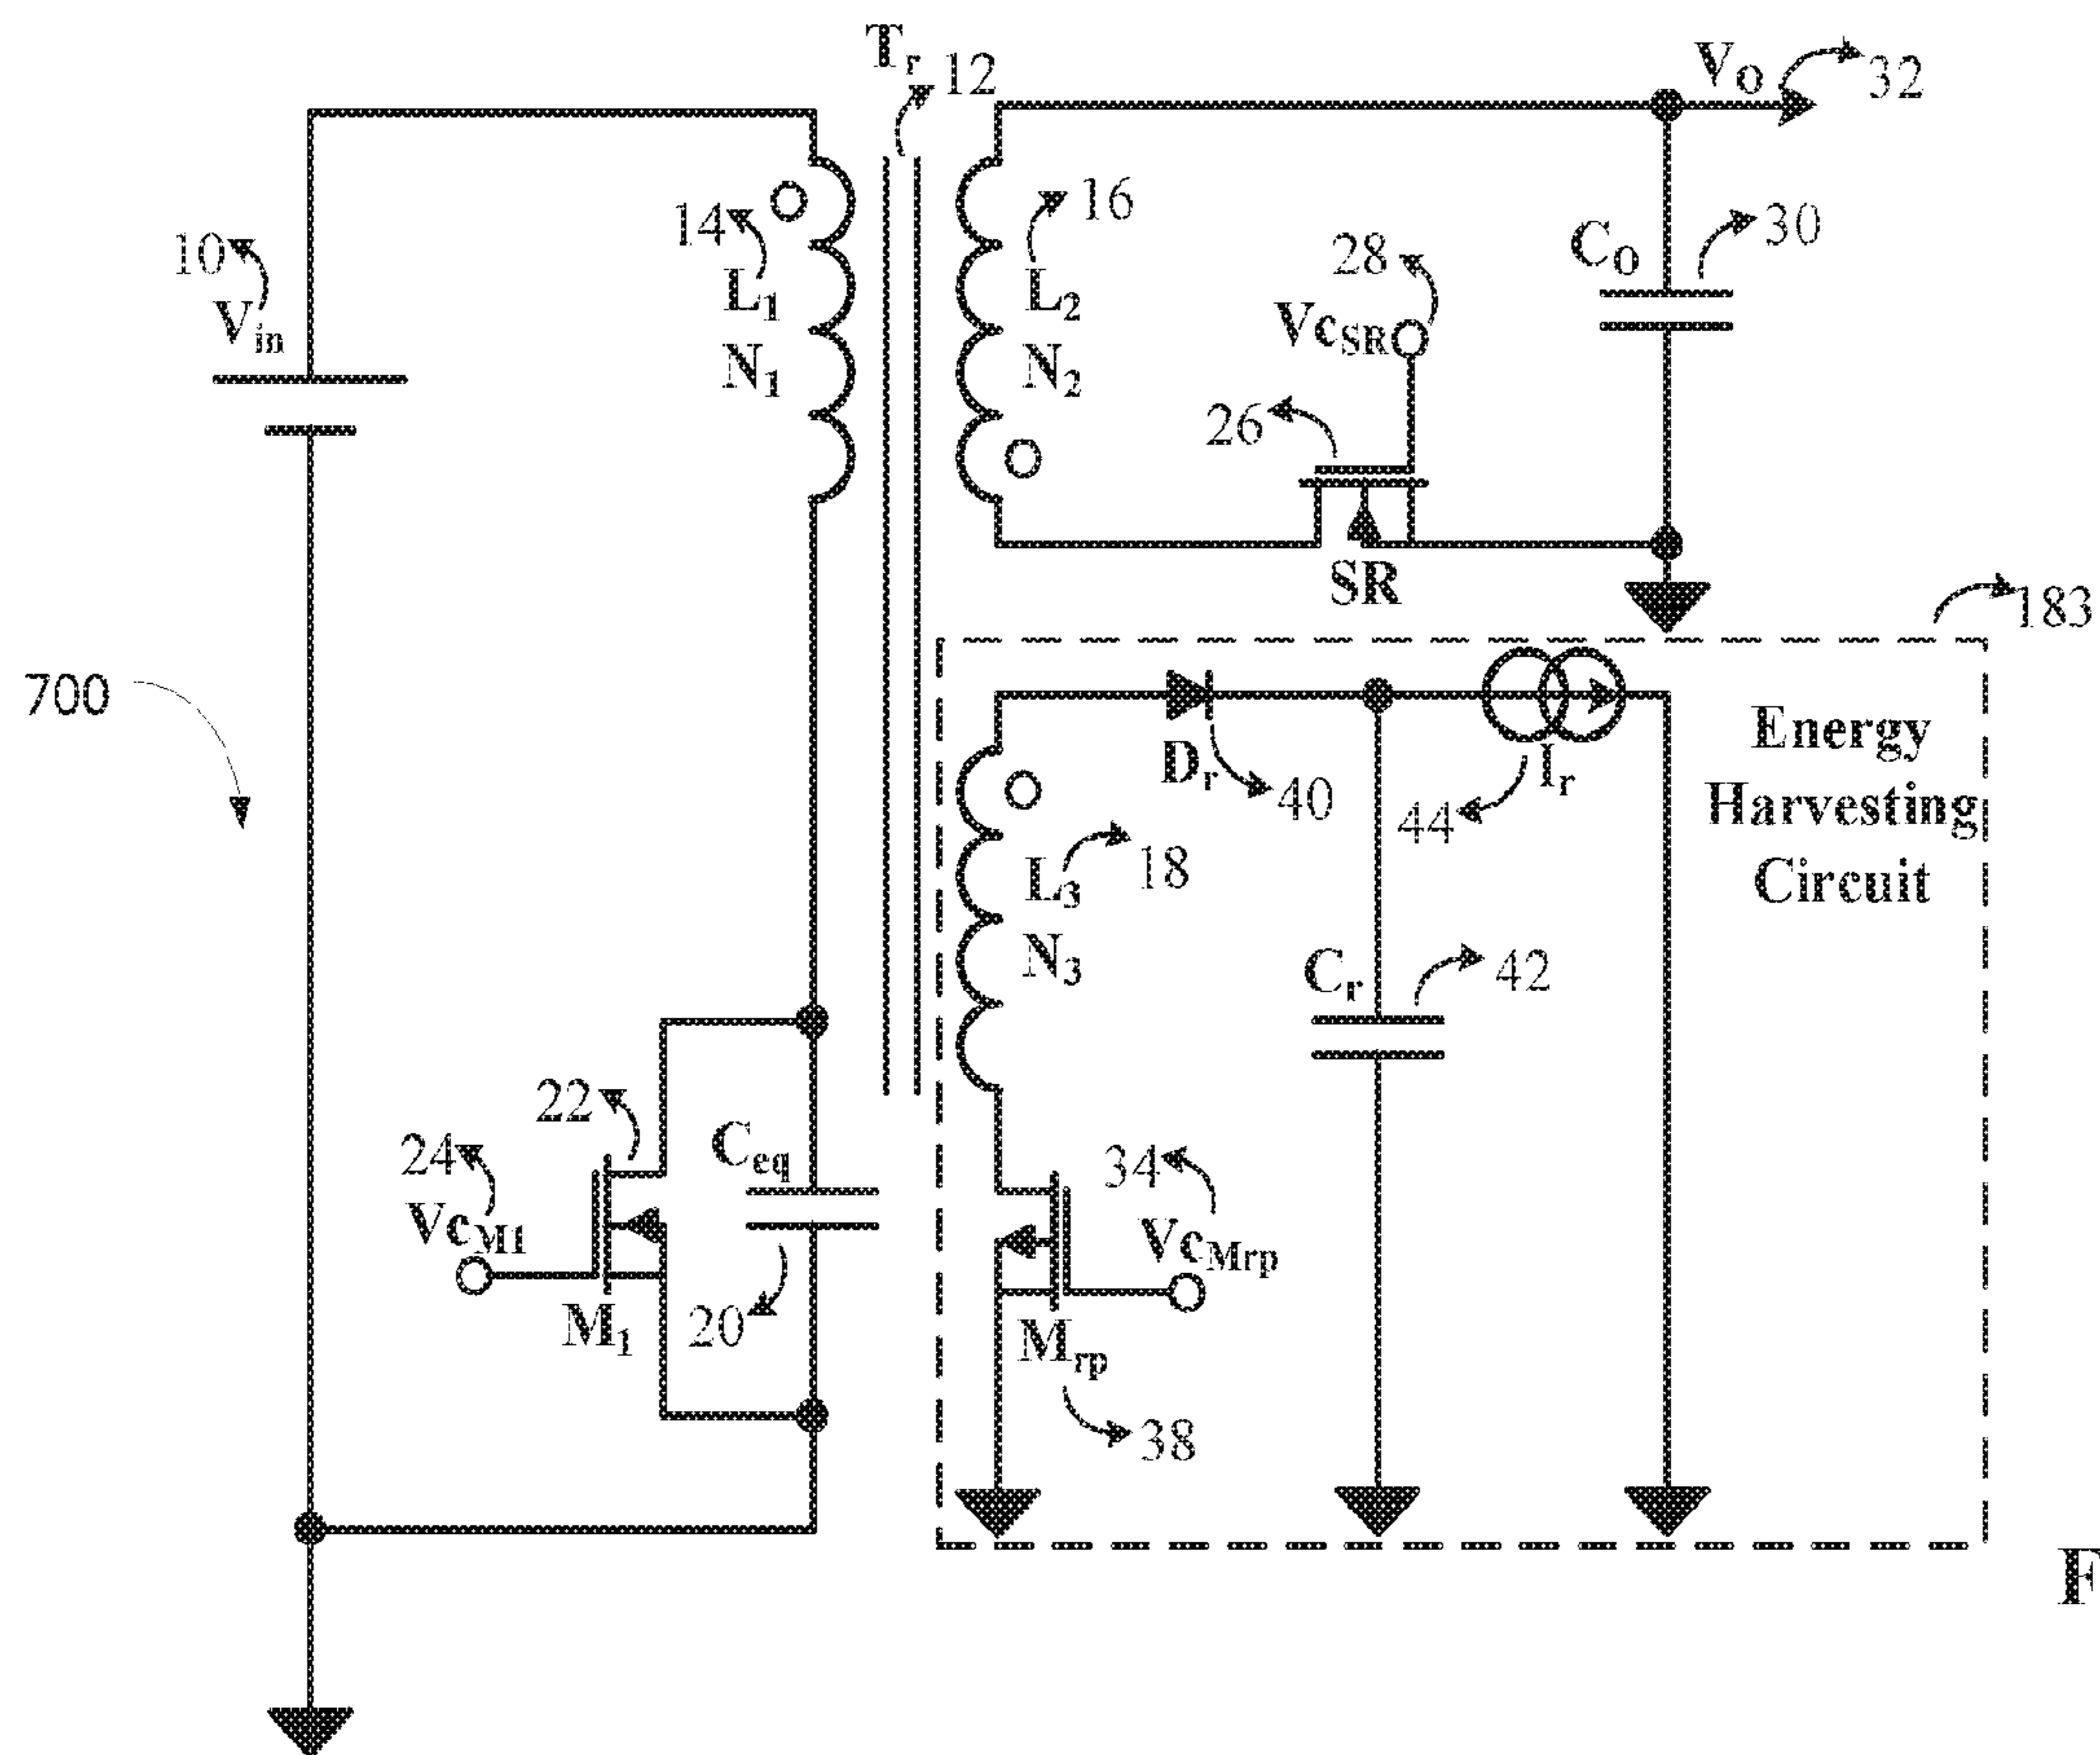 Tr
12
VO
32
10
Vin
14
L1
N1
16
L2
N2
28
VcSR
26
SR
CO
30
183
700
Dr
40
44
Ir
Energy
Harvesting
Circuit
L3
18
N3
Cr
42
22
24
VcM1
M1
Ceq
20
34
VcMrp
Mrp
38
F